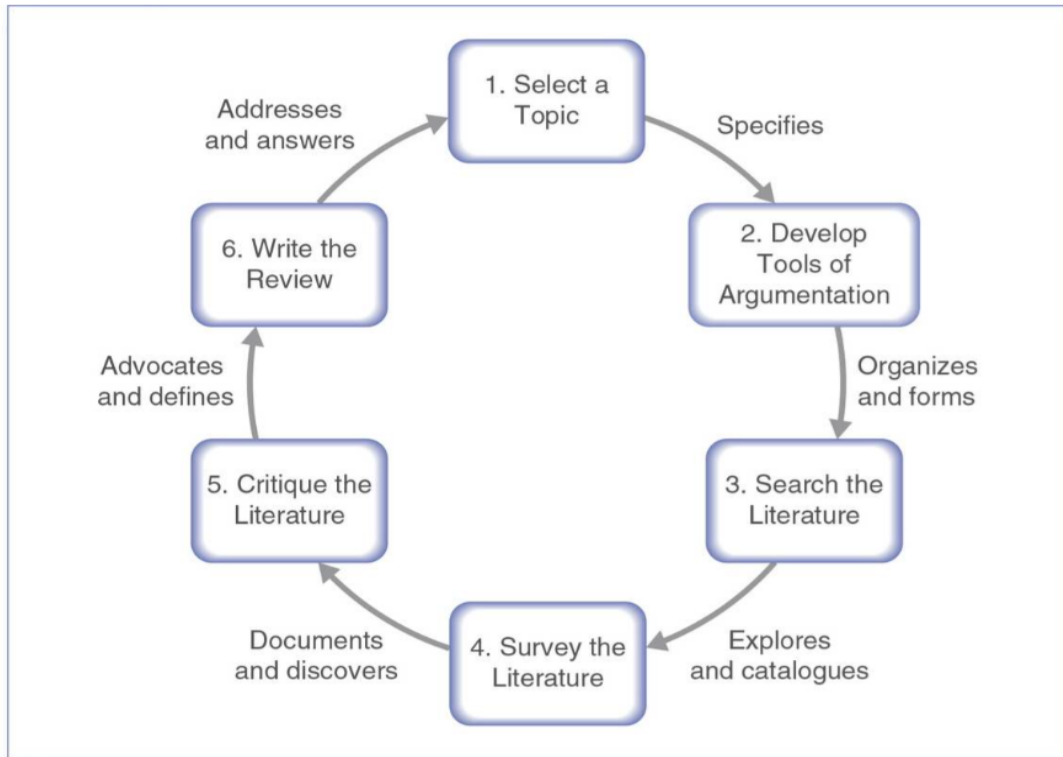 1. Select a
Topic
Specifies
2. Develop
Tools of
Argumentation
Organizes
and forms
3. Search the
Literature
Explores
and catalogues
4. Survey the
Literature
Documents
and discovers
5. Critique the
Literature
Advocates
and defines
6. Write the
Review
Addresses
and answers